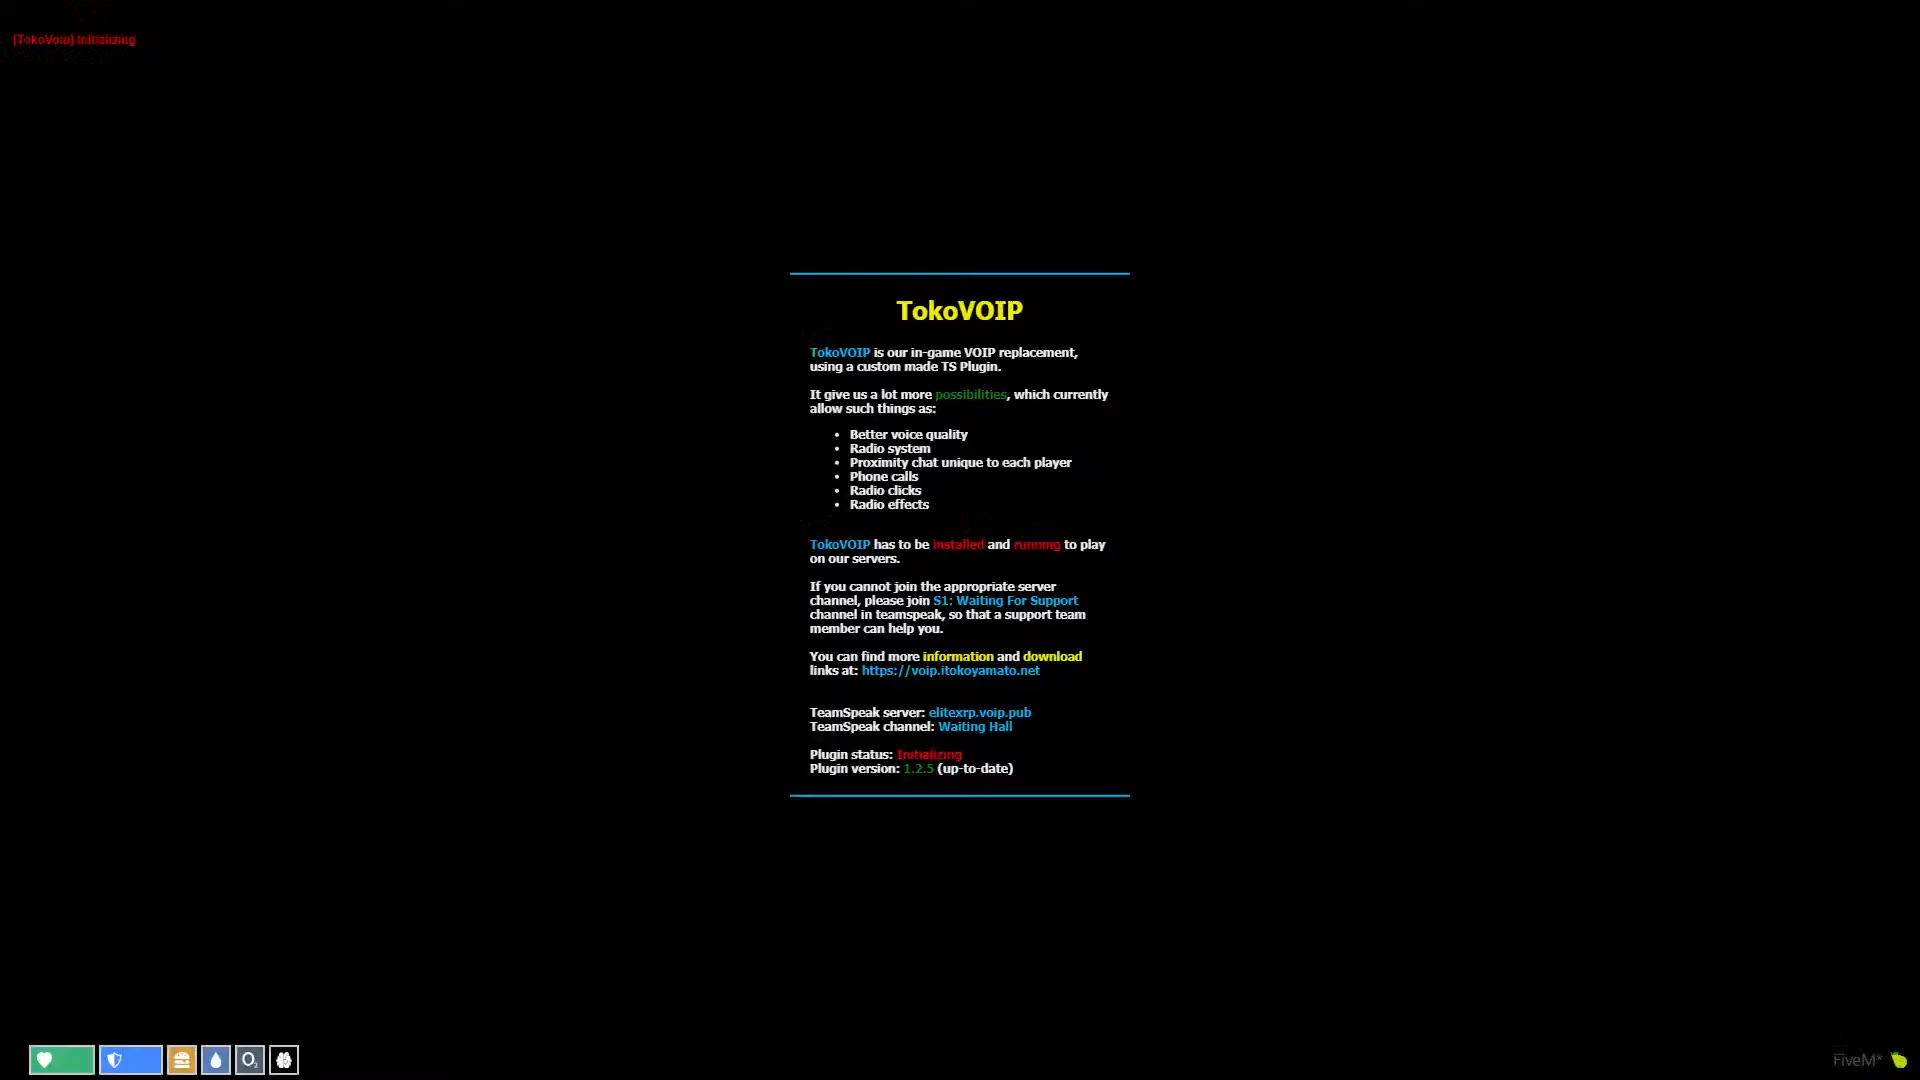 [TokoVoip] Initializing
TokoVOIP
TokoVOIP is our in-game VOIP replacement,
using a custom made TS Plugin.
It give us a lot more possibilities, which currently
allow such things as:
• Better voice quality
• Radio system
• Proximity chat unique to each player
• Phone calls
• Radio clicks
• Radio effects
TokoVOIP has to be installed and running to play
on our servers.
If you cannot join the appropriate server
channel, please join S1: Waiting For Support
channel in teamspeak, so that a support team
member can help you.
You can find more information and download
links at: https://voip.itokoyamato.net
TeamSpeak server: elitexrp.voip.pub
TeamSpeak channel: Waiting Hall
Plugin status: Initializing
Plugin version: 1.2.5 (up-to-date)
O2
FiveM*